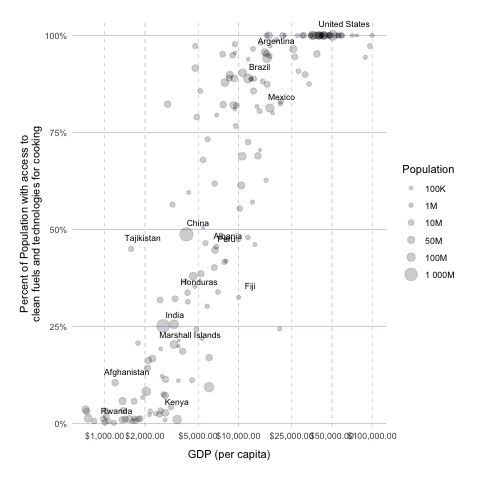 United States
100%
Argentina
Brazil
Mexico
75%
Population
100K
1M
10M
50M
100M
1 000M
Percent of Population with access to
clean fuels and technologies for cooking
50%
China
Tajikistan
Albania
Peru
Honduras
Fiji
25%
India
Marshall Islands
Afghanistan
Kenya
Rwanda
0%
$1,000.00 $2,000.00 $5,000.00 $10,000.00 $25,000.00 $50,000.00 $100,000.00
GDP (per capita)